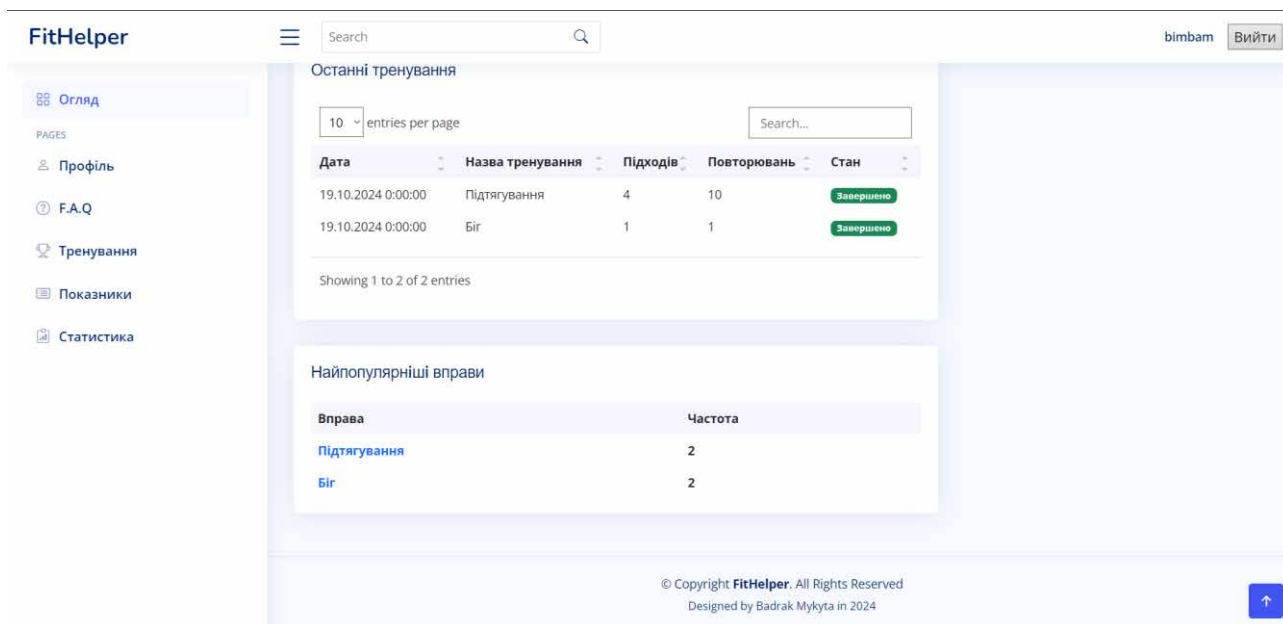 FitHelper
Search
bimbam
Вийти
Огляд
PAGES
Профіль
F.A.Q
Тренування
Показники
Статистика
Останні тренування
10 entries per page
Search...
Дата Назва тренування Підходів Повторювань Стан
19.10.2024 0:00:00 Підтягування 4 10 Завершено
19.10.2024 0:00:00 Біг 1 1 Завершено
Showing 1 to 2 of 2 entries
Найпопулярніші вправи
Вправа Частота
Підтягування 2
Біг 2
© Copyright FitHelper. All Rights Reserved
Designed by Badrak Mykyta in 2024